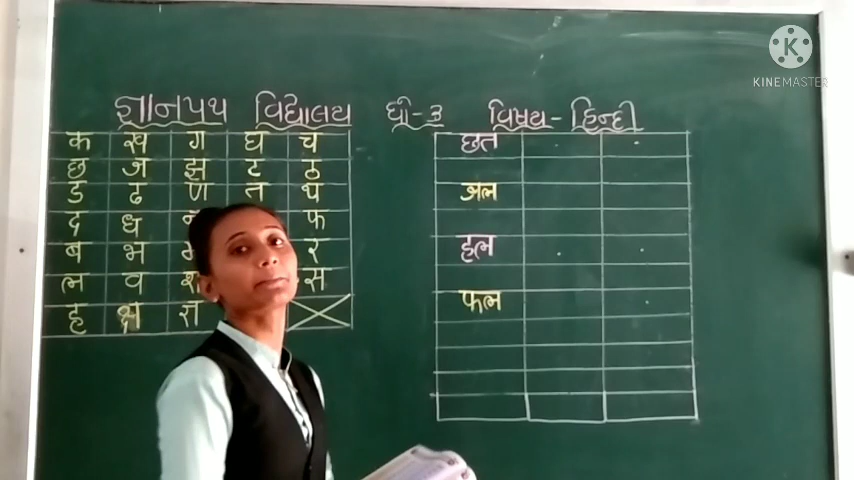 જ્ઞાનપથ વિદ્યાલય ધો-૩ વિષય - હિન્દી
क ख ग घ च
छ ज झ ट ठ
ड ढ ण त थ
द ध न फ
ब भ र
ल व श स
ह क्ष ज्ञ
छत
जल
हल
फल
KINEMASTER